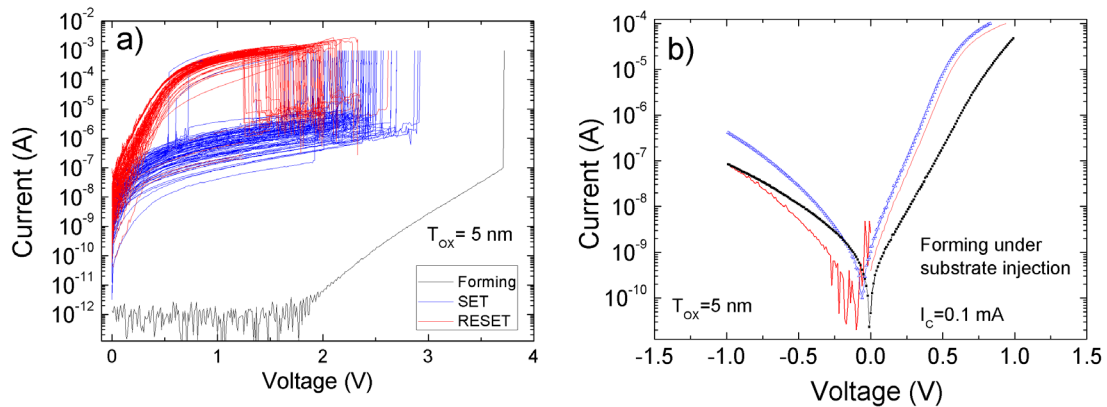 a)
10⁻²
10⁻³
10⁻⁴
10⁻⁵
10⁻⁶
10⁻⁷
10⁻⁸
10⁻⁹
10⁻¹⁰
10⁻¹¹
10⁻¹²
Current (A)
T_OX= 5 nm
Forming
SET
RESET
0 1 2 3 4
Voltage (V)
b)
10⁻⁴
10⁻⁵
10⁻⁶
10⁻⁷
10⁻⁸
10⁻⁹
10⁻¹⁰
Current (A)
Forming under
substrate injection
T_OX=5 nm
I_C=0.1 mA
-1.5 -1.0 -0.5 0.0 0.5 1.0 1.5
Voltage (V)